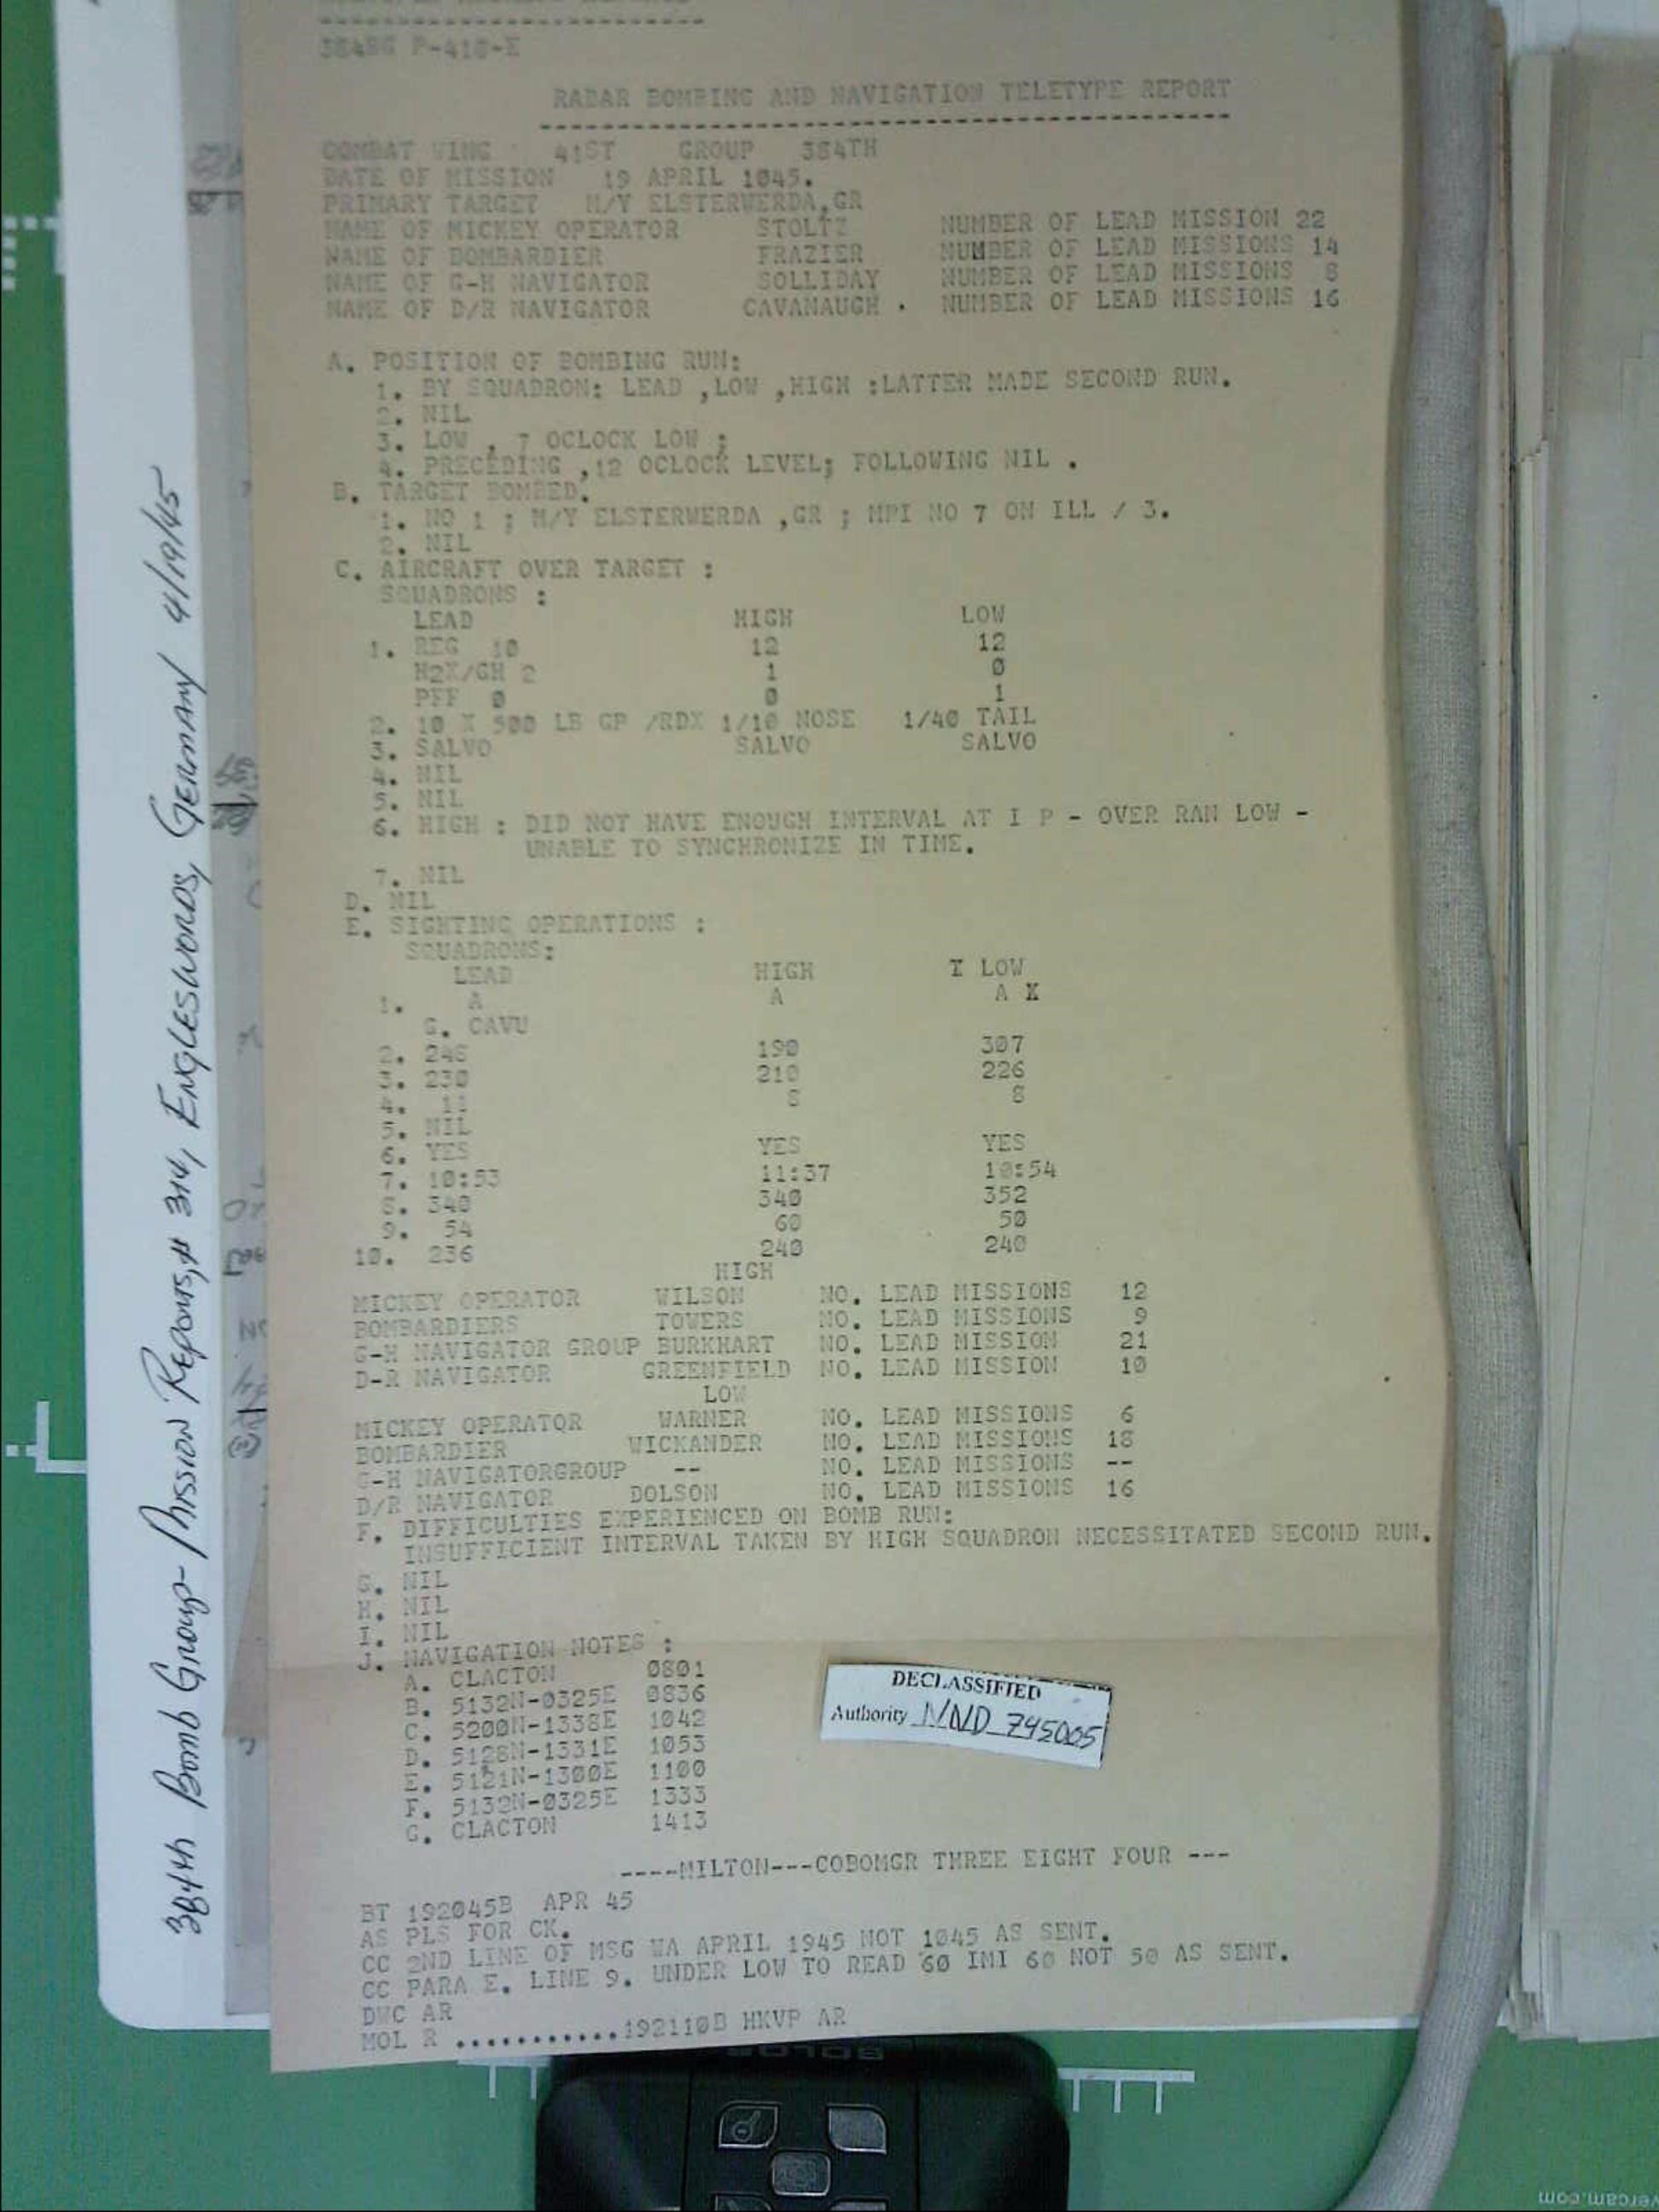 384BG P-418-E
RADAR BOMBING AND NAVIGATION TELETYPE REPORT
COMBAT WING 41ST GROUP 384TH
DATE OF MISSION 19 APRIL 1045.
PRIMARY TARGET M/Y ELSTERWERDA,GR
NAME OF MICKEY OPERATOR STOLTZ NUMBER OF LEAD MISSION 22
NAME OF BOMBARDIER FRAZIER NUMBER OF LEAD MISSIONS 14
NAME OF G-H NAVIGATOR SOLLIDAY NUMBER OF LEAD MISSIONS 8
NAME OF D/R NAVIGATOR CAVANAUGH . NUMBER OF LEAD MISSIONS 16
A. POSITION OF BOMBING RUN:
1. BY SQUADRON: LEAD ,LOW ,HIGH :LATTER MADE SECOND RUN.
2. NIL
3. LOW , 7 OCLOCK LOW ;
4. PRECEDING ,12 OCLOCK LEVEL; FOLLOWING NIL .
B. TARGET BOMBED.
1. NO 1 ; M/Y ELSTERWERDA ,GR ; MPI NO 7 ON ILL / 3.
2. NIL
C. AIRCRAFT OVER TARGET :
SQUADRONS :
LEAD HIGH LOW
1. REG 10 12 12
H2X/GH 2 1 0
PFF 0 0 1
2. 10 X 500 LB GP /RDX 1/10 NOSE 1/40 TAIL
3. SALVO SALVO SALVO
4. NIL
5. NIL
6. HIGH : DID NOT HAVE ENOUGH INTERVAL AT I P - OVER RAN LOW -
UNABLE TO SYNCHRONIZE IN TIME.
7. NIL
D. NIL
E. SIGHTING OPERATIONS :
SQUADRONS:
LEAD HIGH I LOW
1. A A A X
G. CAVU
2. 248 190 307
3. 230 210 226
4. 11 8 8
5. NIL
6. YES YES YES
7. 10:53 11:37 10:54
8. 340 340 352
9. 54 60 50
10. 236 240 240
HIGH
MICKEY OPERATOR WILSON NO. LEAD MISSIONS 12
BOMBARDIERS TOWERS NO. LEAD MISSIONS 9
G-H NAVIGATOR GROUP BURKHART NO. LEAD MISSION 21
D-R NAVIGATOR GREENFIELD NO. LEAD MISSION 10
LOW
MICKEY OPERATOR WARNER NO. LEAD MISSIONS 6
BOMBARDIER WICKANDER NO. LEAD MISSIONS 18
G-H NAVIGATORGROUP -- NO. LEAD MISSIONS --
D/R NAVIGATOR DOLSON NO. LEAD MISSIONS 16
F. DIFFICULTIES EXPERIENCED ON BOMB RUN:
INSUFFICIENT INTERVAL TAKEN BY HIGH SQUADRON NECESSITATED SECOND RUN.
G. NIL
H. NIL
I. NIL
J. NAVIGATION NOTES :
A. CLACTON 0801
B. 5132N-0325E 0836
C. 5200N-1338E 1042
D. 5128N-1331E 1053
E. 5121N-1300E 1100
F. 5132N-0325E 1333
G. CLACTON 1413
DECLASSIFIED
Authority NND 745005
----MILTON---COBOMGR THREE EIGHT FOUR ---
BT 192045B APR 45
AS PLS FOR CK.
CC 2ND LINE OF MSG WA APRIL 1945 NOT 1045 AS SENT.
CC PARA E. LINE 9. UNDER LOW TO READ 60 IMI 60 NOT 50 AS SENT.
DWC AR
MOL R ...........192110B HKVP AR
384th Bomb Group- Mission Reports,# 314, Engleswords, Germany 4/19/45